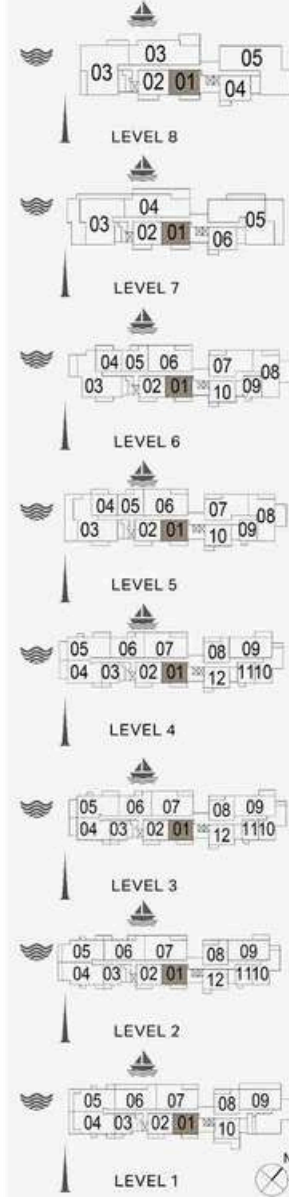 03 05
03 02 01 04
LEVEL 8
04
03 02 01 05
06
LEVEL 7
04 05 06 07 08
03 02 01 10 09
LEVEL 6
04 05 06 07 08
03 02 01 10 09
LEVEL 5
05 06 07 08 09
04 03 02 01 12 11 10
LEVEL 4
05 06 07 08 09
04 03 02 01 12 11 10
LEVEL 3
05 06 07 08 09
04 03 02 01 12 11 10
LEVEL 2
05 06 07 08 09
04 03 02 01 10
LEVEL 1
N